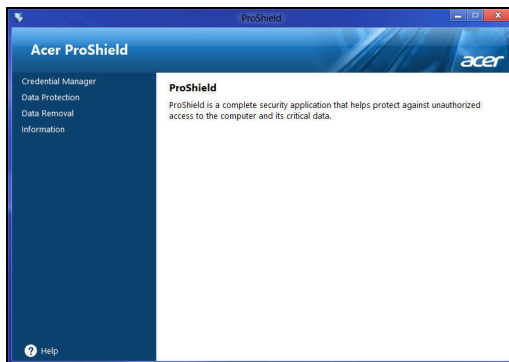 ProShield
Acer ProShield
acer
Credential Manager
Data Protection
Data Removal
Information
ProShield
ProShield is a complete security application that helps protect against unauthorized
access to the computer and its critical data.
? Help